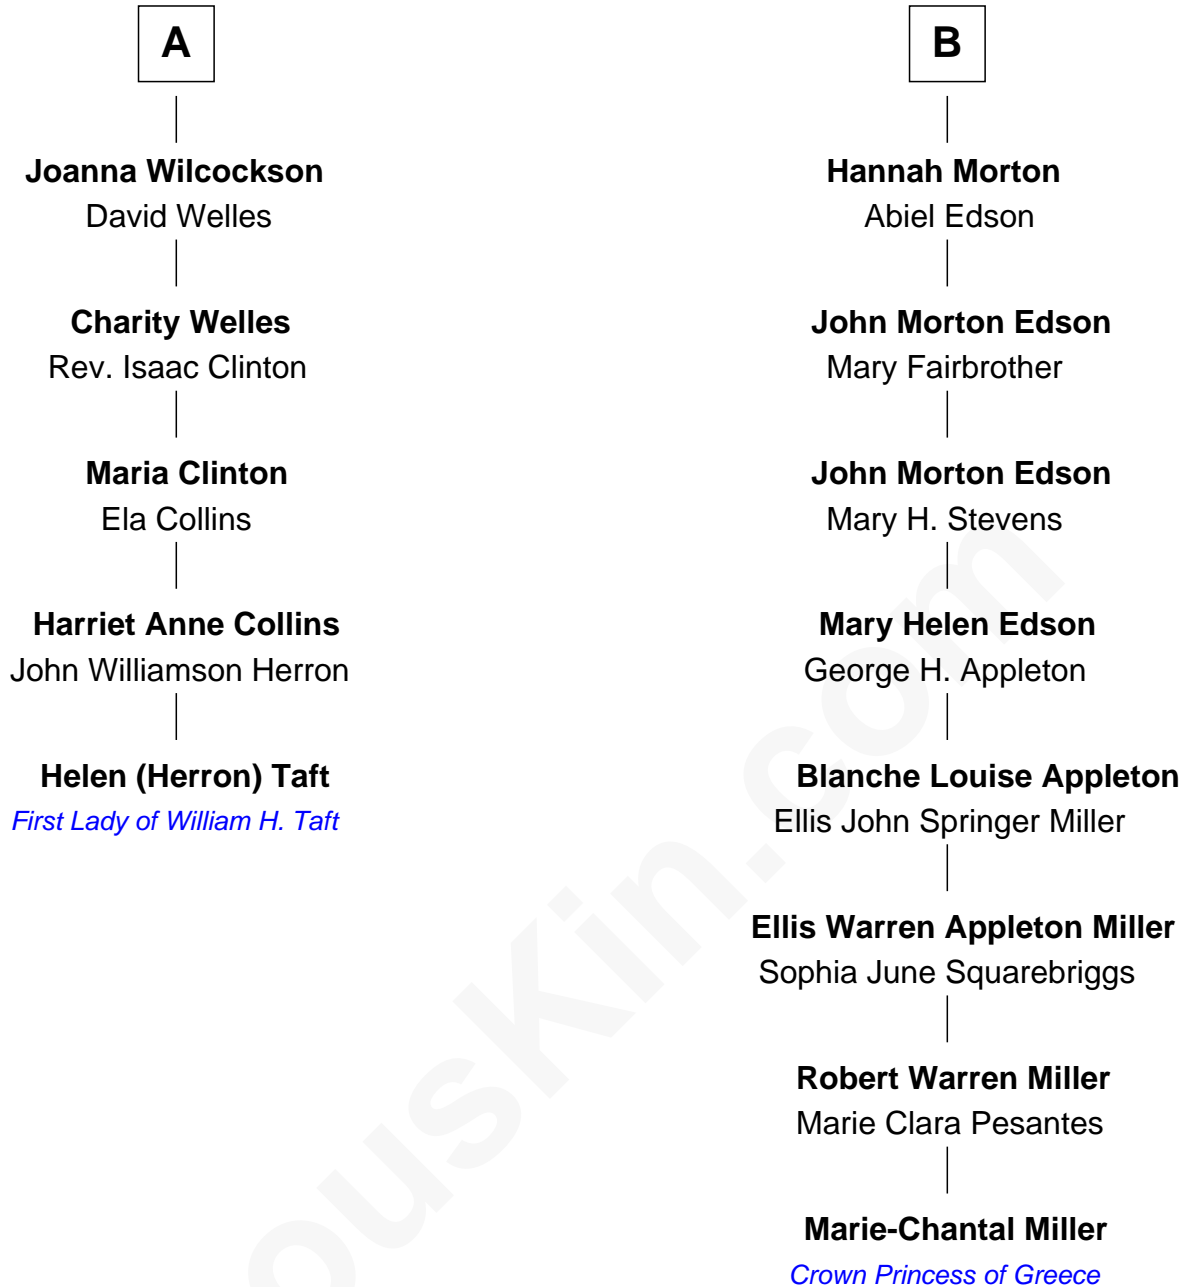 A
Joanna Wilcockson
David Welles
Charity Welles
Rev. Isaac Clinton
Maria Clinton
Ela Collins
Harriet Anne Collins
John Williamson Herron
Helen (Herron) Taft
First Lady of William H. Taft
B
Hannah Morton
Abiel Edson
John Morton Edson
Mary Fairbrother
John Morton Edson
Mary H. Stevens
Mary Helen Edson
George H. Appleton
Blanche Louise Appleton
Ellis John Springer Miller
Ellis Warren Appleton Miller
Sophia June Squarebriggs
Robert Warren Miller
Marie Clara Pesantes
Marie-Chantal Miller
Crown Princess of Greece
ousKin.com